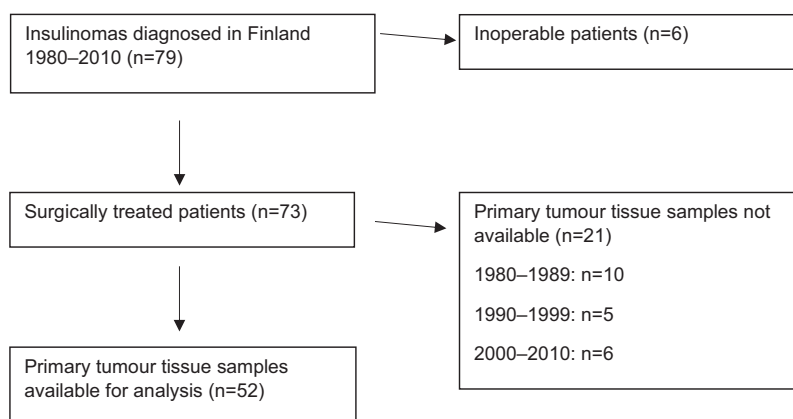 Insulinomas diagnosed in Finland
1980–2010 (n=79)
Inoperable patients (n=6)
Surgically treated patients (n=73)
Primary tumour tissue samples not
available (n=21)
1980–1989: n=10
1990–1999: n=5
2000–2010: n=6
Primary tumour tissue samples
available for analysis (n=52)